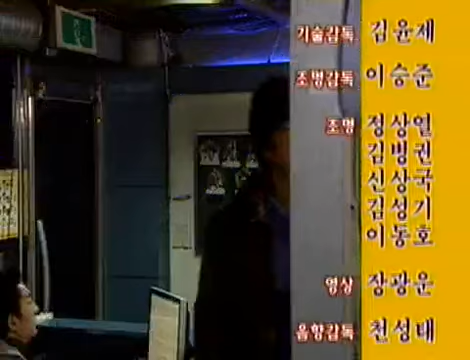 기술감독 김윤제
조명감독 이승준
조명 정상열
김병권
신상국
김성기
이동호
영상 장광운
음향감독 천성태